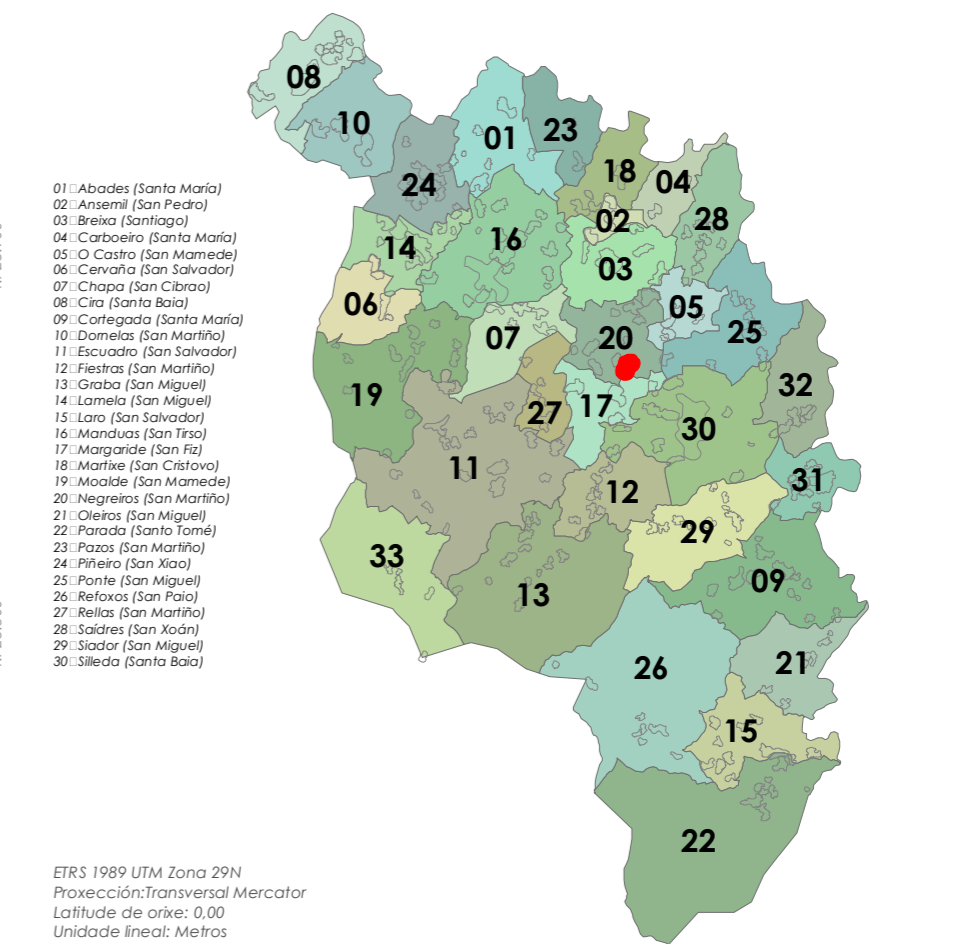 08
10
01
23
18
04
24
02
28
16
14
03
06
05
20
07
25
32
19
17
27
30
11
12
31
29
33
13
09
26
21
15
22
01 Abades (Santa María)
02 Ansemil (San Pedro)
03 Breixa (Santiago)
04 Carboeiro (Santa María)
05 O Castro (San Mamede)
06 Cervaña (San Salvador)
07 Chapa (San Cibrao)
08 Cira (Santa Baia)
09 Cortegada (Santa María)
10 Dornelas (San Martiño)
11 Escuadro (San Salvador)
12 Fiestras (San Martiño)
13 Graba (San Miguel)
14 Lamela (San Miguel)
15 Laro (San Salvador)
16 Manduas (San Tirso)
17 Margaride (San Fiz)
18 Martixe (San Cristovo)
19 Moalde (San Mamede)
20 Negreiros (San Martiño)
21 Oleiros (San Miguel)
22 Parada (Santo Tomé)
23 Pazos (San Martiño)
24 Piñeiro (San Xiao)
25 Ponte (San Miguel)
26 Refoxos (San Paio)
27 Rellas (San Martiño)
28 Saídres (San Xoán)
29 Siador (San Miguel)
30 Silleda (Santa Baia)
ETRS 1989 UTM Zona 29N
Proxección:Transversal Mercator
Latitude de orixe: 0,00
Unidade lineal: Metros